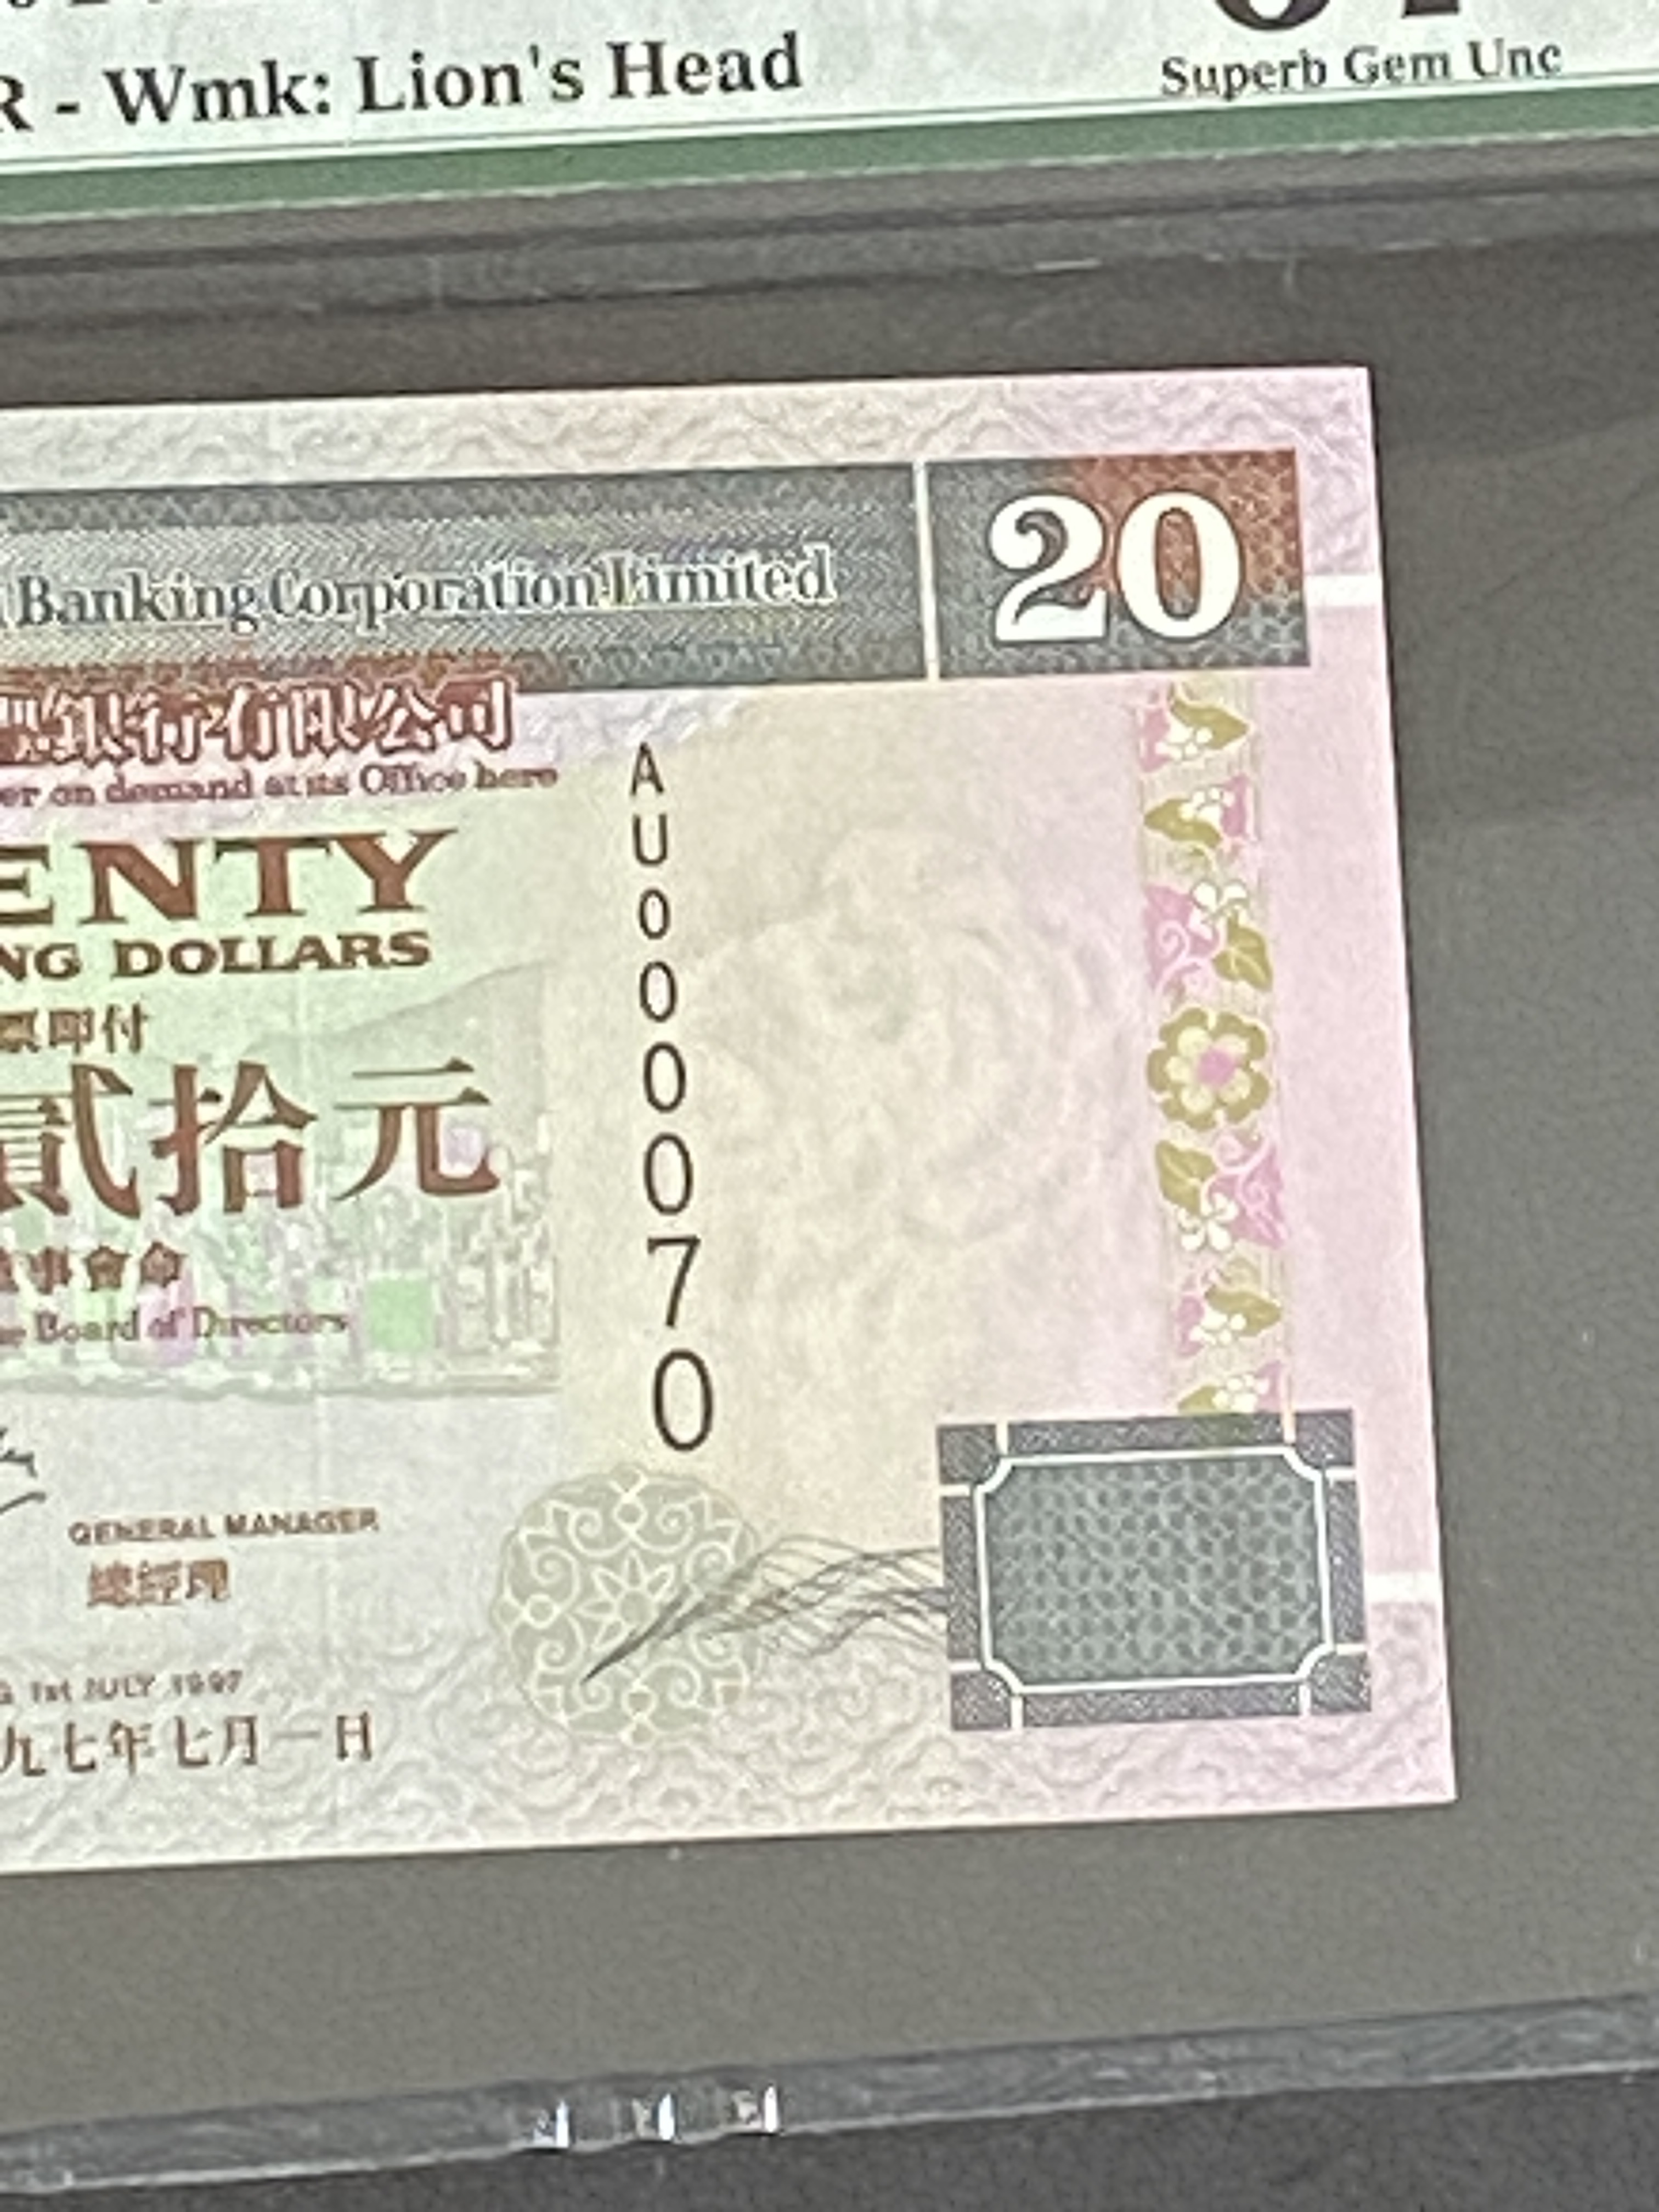 R - Wmk: Lion's Head
Superb Gem Unc
Banking Corporation Limited
20
銀行有限公司
er on demand at its Office here
ENTY
NG DOLLARS
票即付
貳拾元
事會命
Board of Directors
GENERAL MANAGER
總經理
1st JULY 1997
九七年七月一日
AU000070